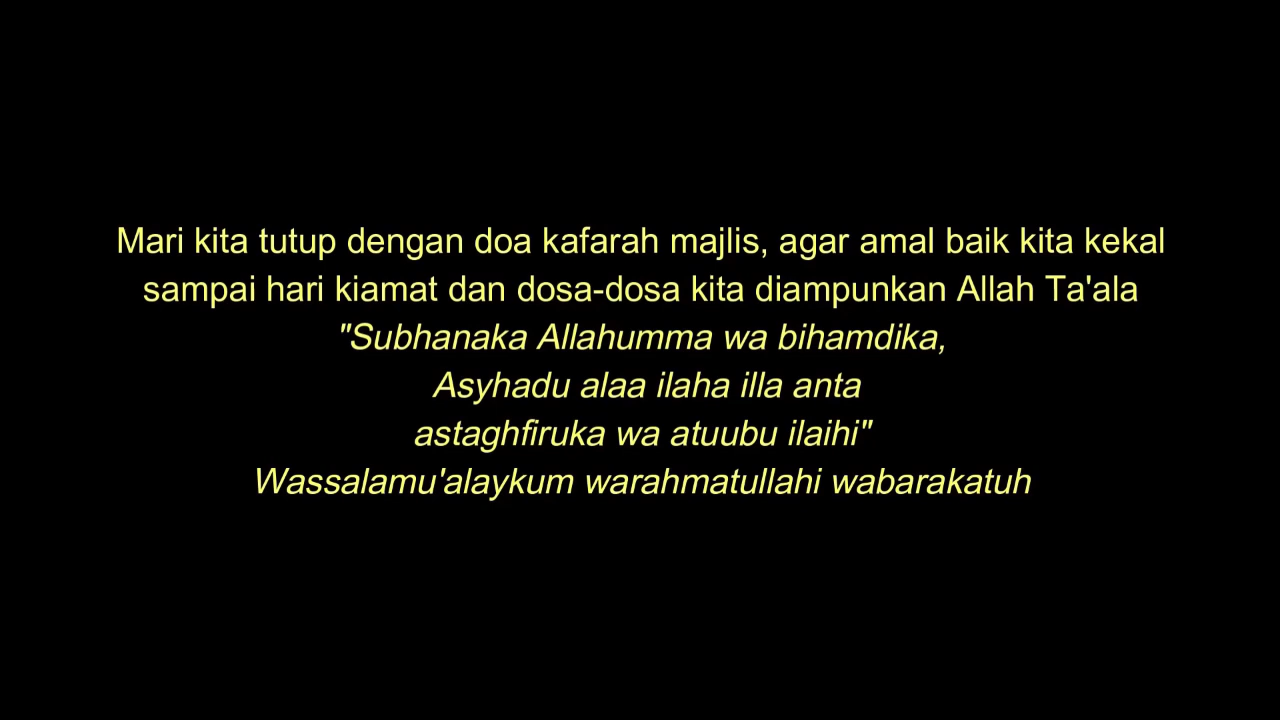 Mari kita tutup dengan doa kafarah majlis, agar amal baik kita kekal
sampai hari kiamat dan dosa-dosa kita diampunkan Allah Ta'ala
"Subhanaka Allahumma wa bihamdika,
Asyhadu alaa ilaha illa anta
astaghfiruka wa atuubu ilaihi"
Wassalamu'alaykum warahmatullahi wabarakatuh